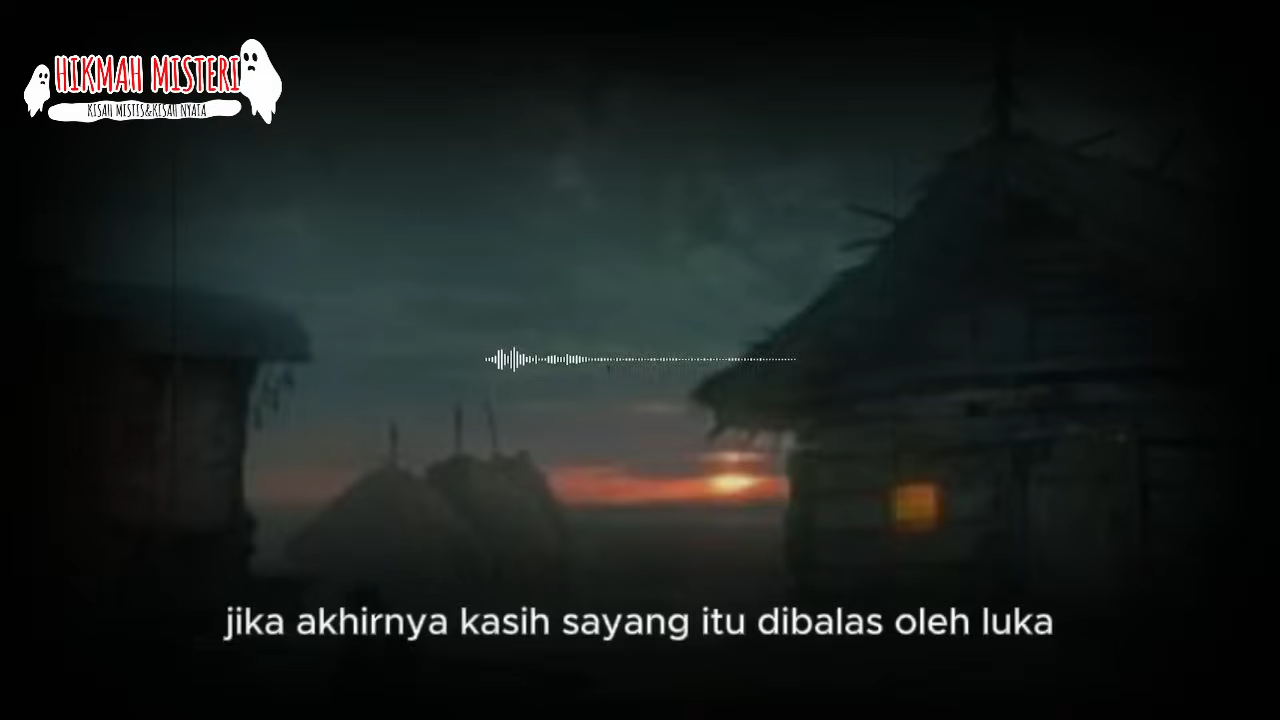 HIKMAH MISTERI
KISAH MISTIS&KISAH NYATA
jika akhirnya kasih sayang itu dibalas oleh luka